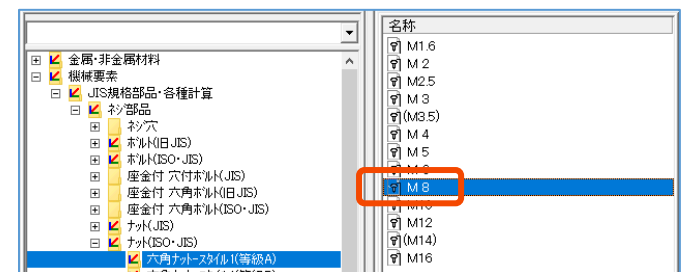 金属・非金属材料
機械要素
JIS規格部品・各種計算
ネジ部品
ネジ穴
ボルト(旧JIS)
ボルト(ISO・JIS)
座金付 穴付ボルト(JIS)
座金付 六角ボルト(旧JIS)
座金付 六角ボルト(ISO・JIS)
ナット(JIS)
ナット(ISO・JIS)
六角ナット-スタイル1(等級A)
名称
M1.6
M 2
M2.5
M 3
(M3.5)
M 4
M 5
M 8
M12
(M14)
M16